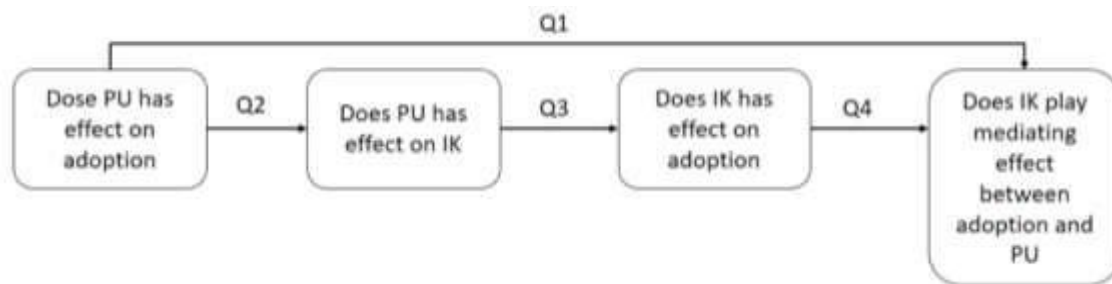 Q1
Dose PU has
effect on
adoption
Q2
Does PU has
effect on IK
Q3
Does IK has
effect on
adoption
Q4
Does IK play
mediating
effect
between
adoption and
PU